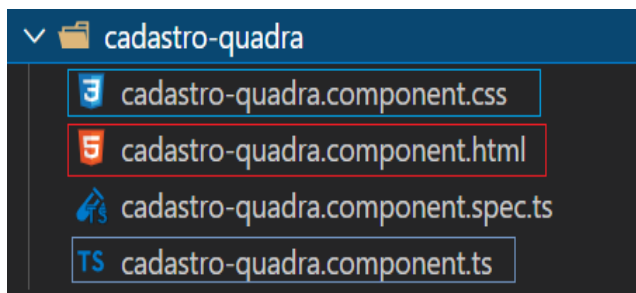 cadastro-quadra
cadastro-quadra.component.css
cadastro-quadra.component.html
cadastro-quadra.component.spec.ts
TS cadastro-quadra.component.ts